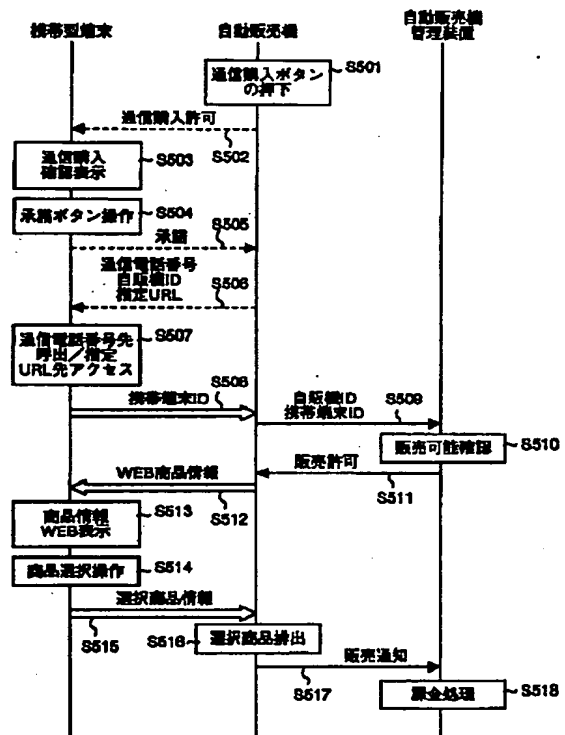 携帯型端末
自動販売機
自動販売機
管理装置
通信購入ボタン
の押下
S501
通信購入許可
S502
通信購入
確認表示
S503
承諾ボタン操作
S504
承諾
S505
通信電話番号
自販機ID
指定URL
S506
通信電話番号先
呼出/指定
URL先アクセス
S507
携帯端末ID
S508
自販機ID
携帯端末ID
S509
販売可能確認
S510
販売許可
S511
WEB商品情報
S512
商品情報
WEB表示
S513
商品選択操作
S514
選択商品情報
S515
選択商品排出
S516
販売通知
S517
課金処理
S518